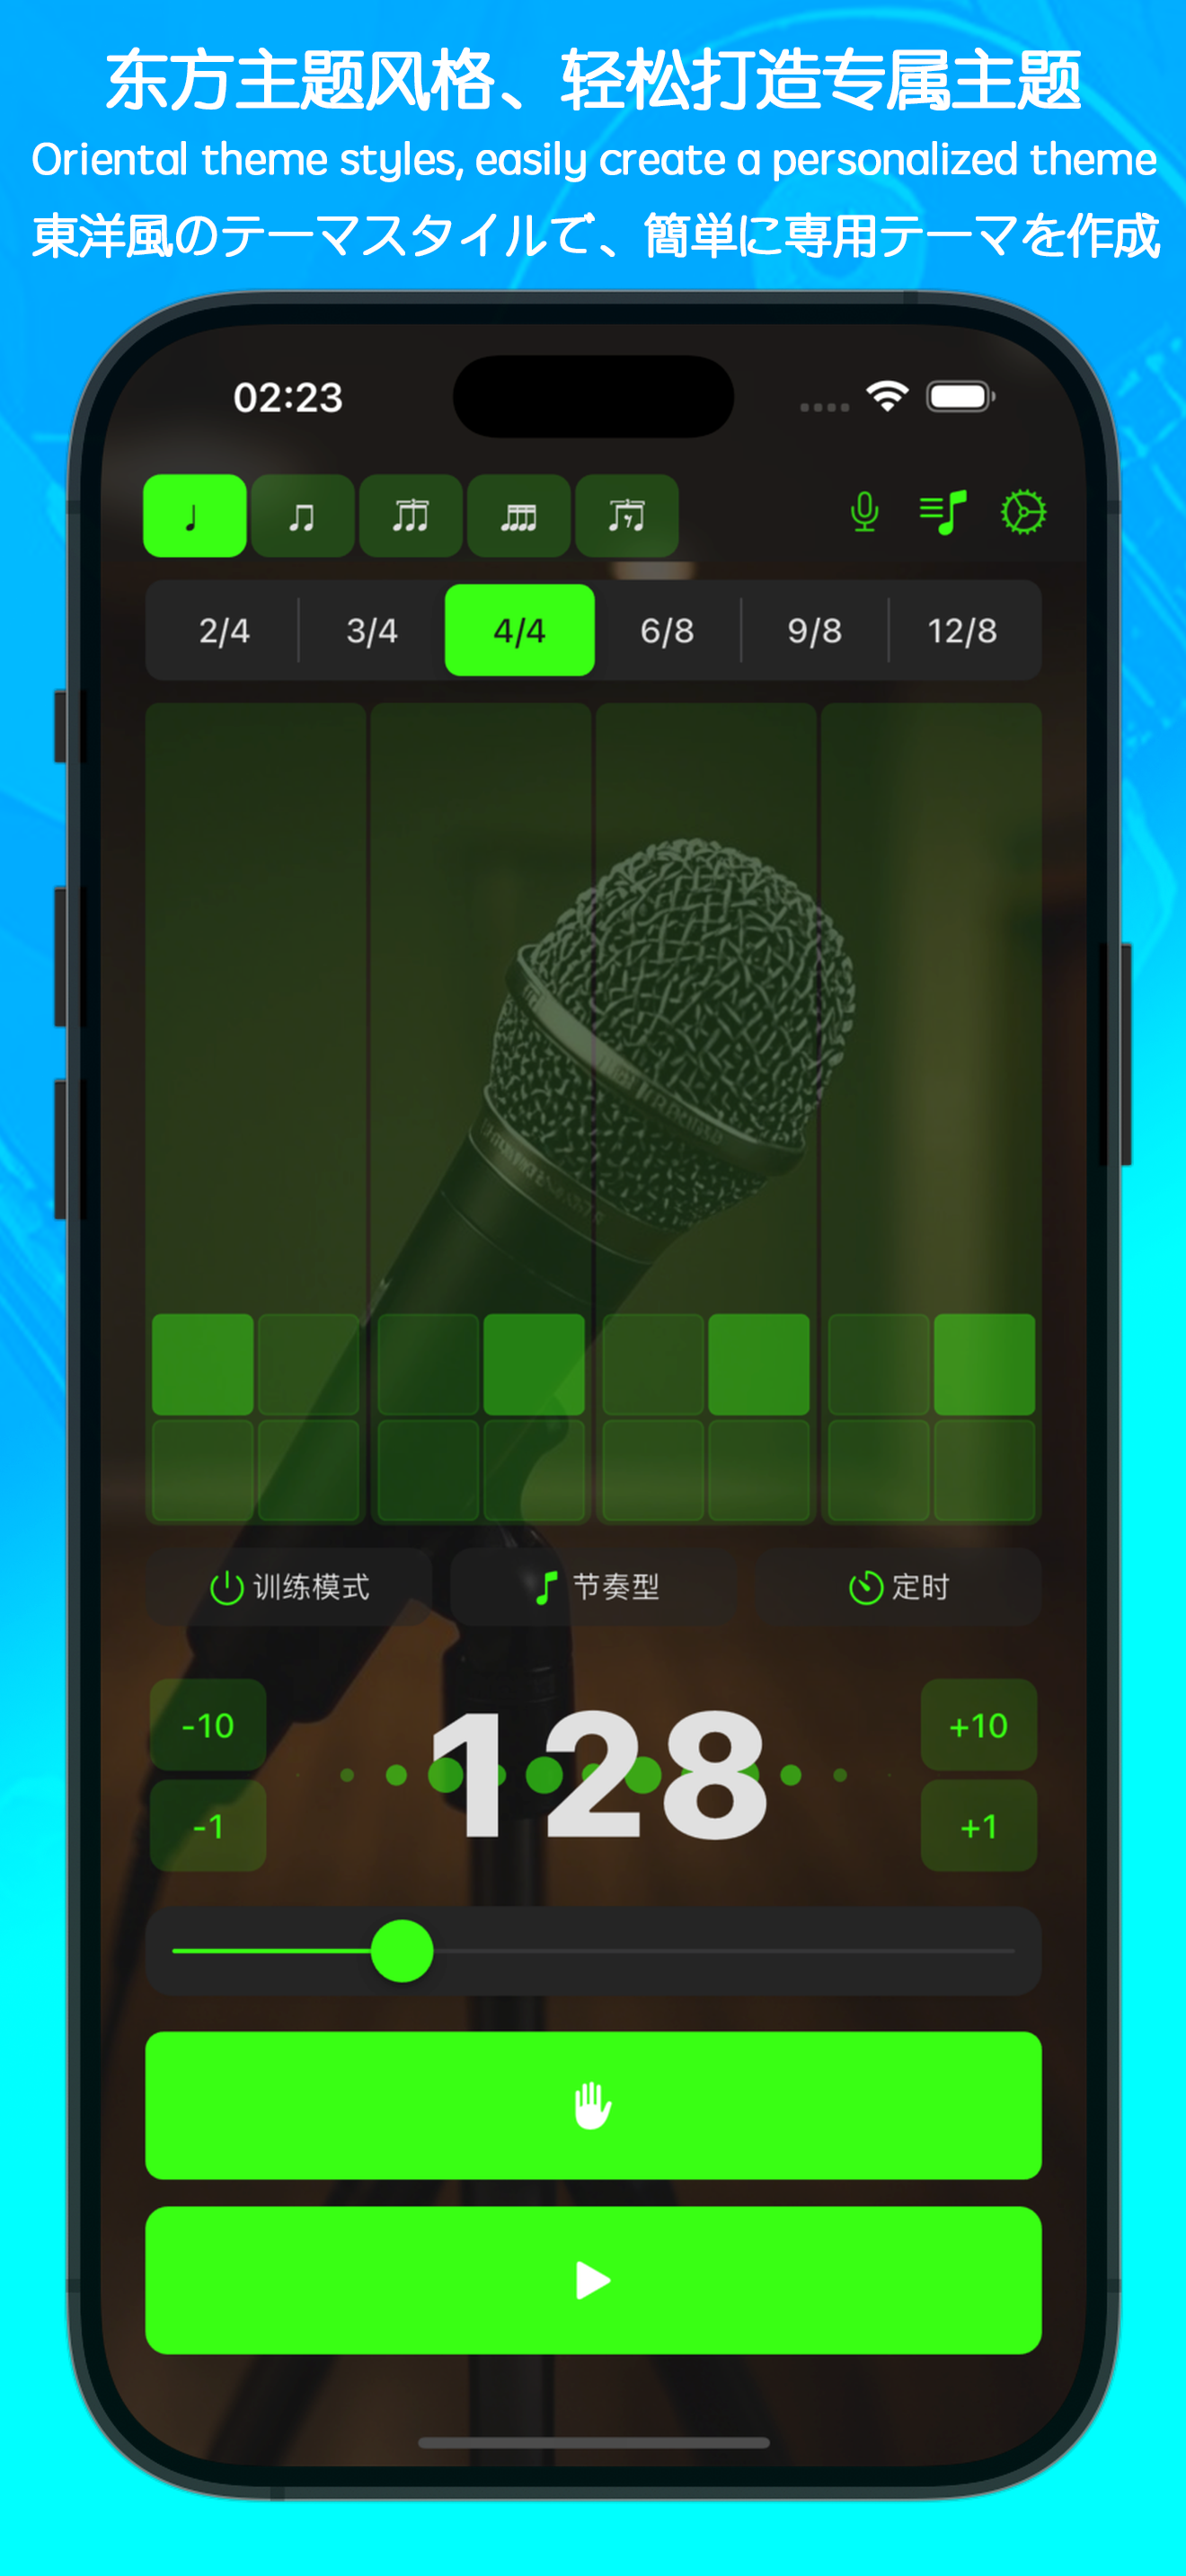 东方主题风格、轻松打造专属主题
Oriental theme styles, easily create a personalized theme
東洋風のテーマスタイルで、簡単に専用テーマを作成
02:23
2/4 3/4 4/4 6/8 9/8 12/8
训练模式 节奏型 定时
-10 128 +10
-1 +1